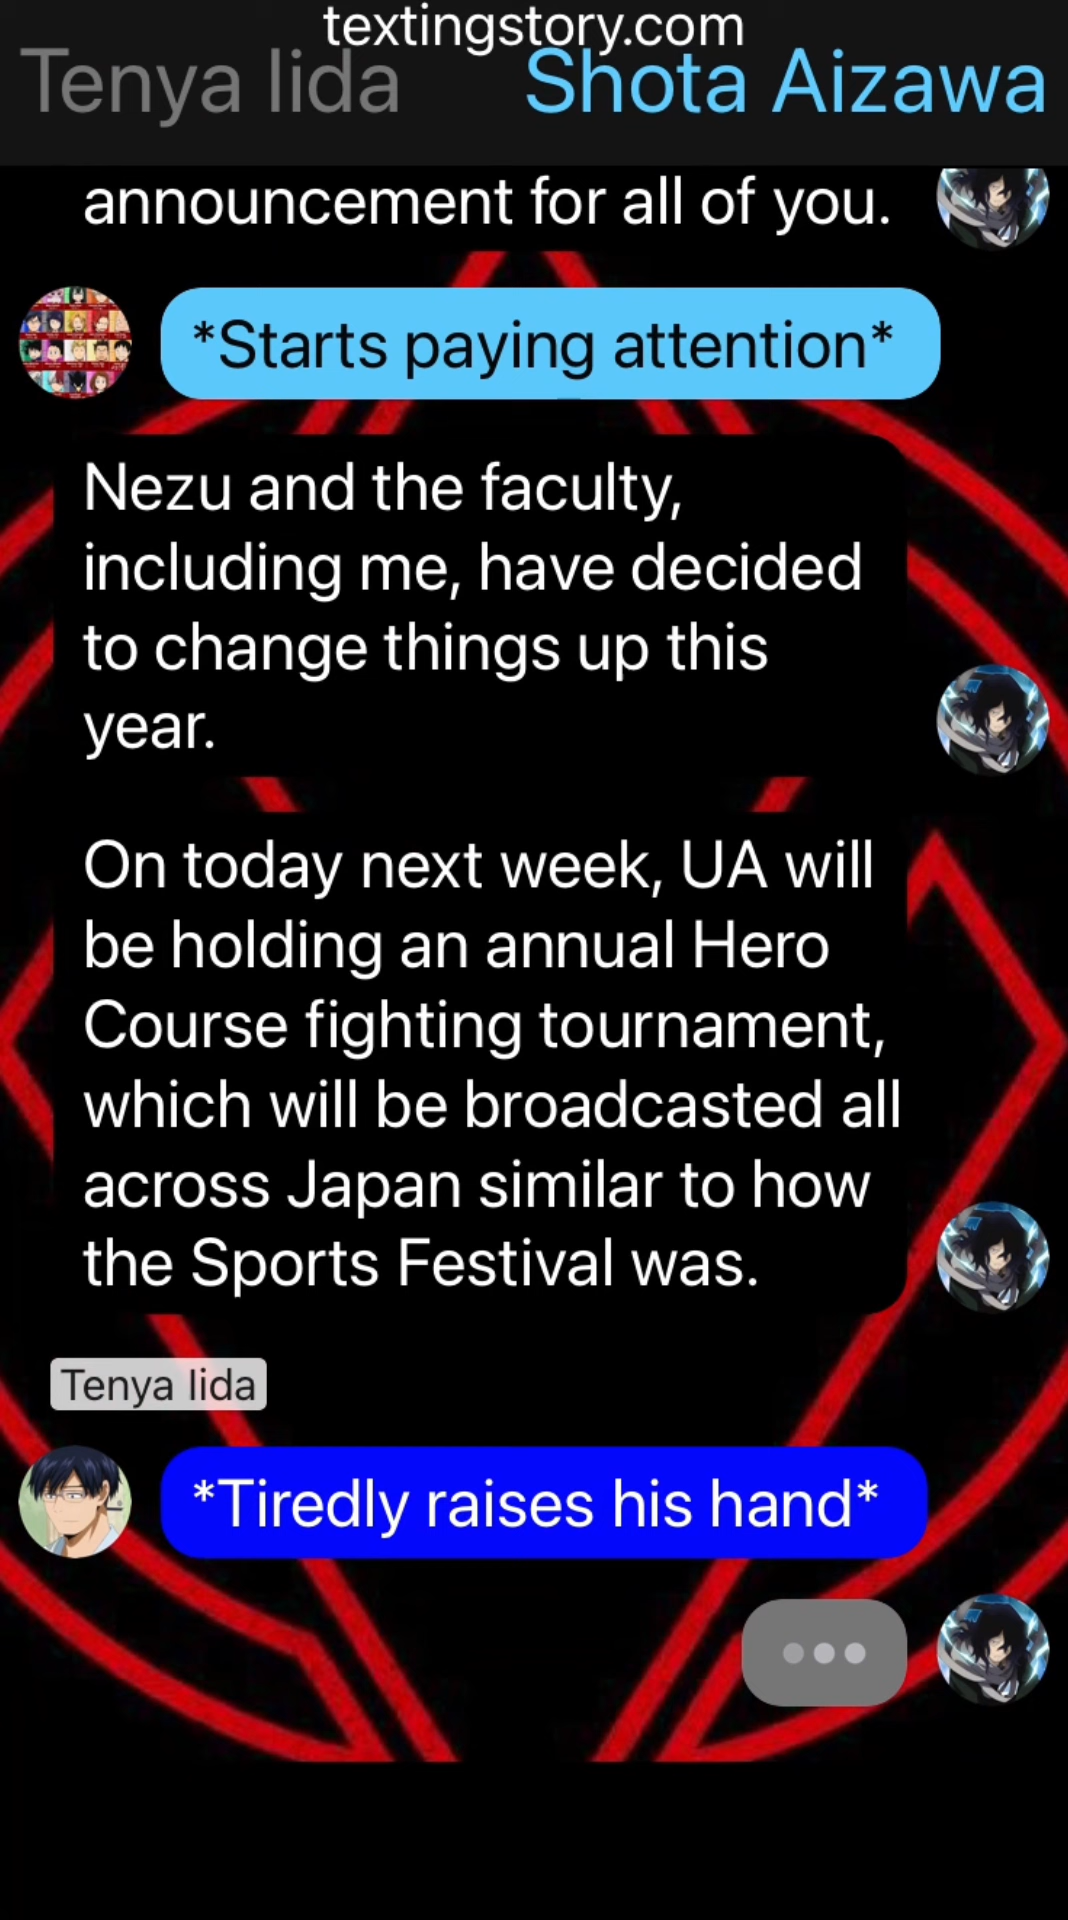 textingstory.com
Tenya Iida
Shota Aizawa
announcement for all of you.
*Starts paying attention*
Nezu and the faculty,
including me, have decided
to change things up this
year.
On today next week, UA will
be holding an annual Hero
Course fighting tournament,
which will be broadcasted all
across Japan similar to how
the Sports Festival was.
Tenya Iida
*Tiredly raises his hand*